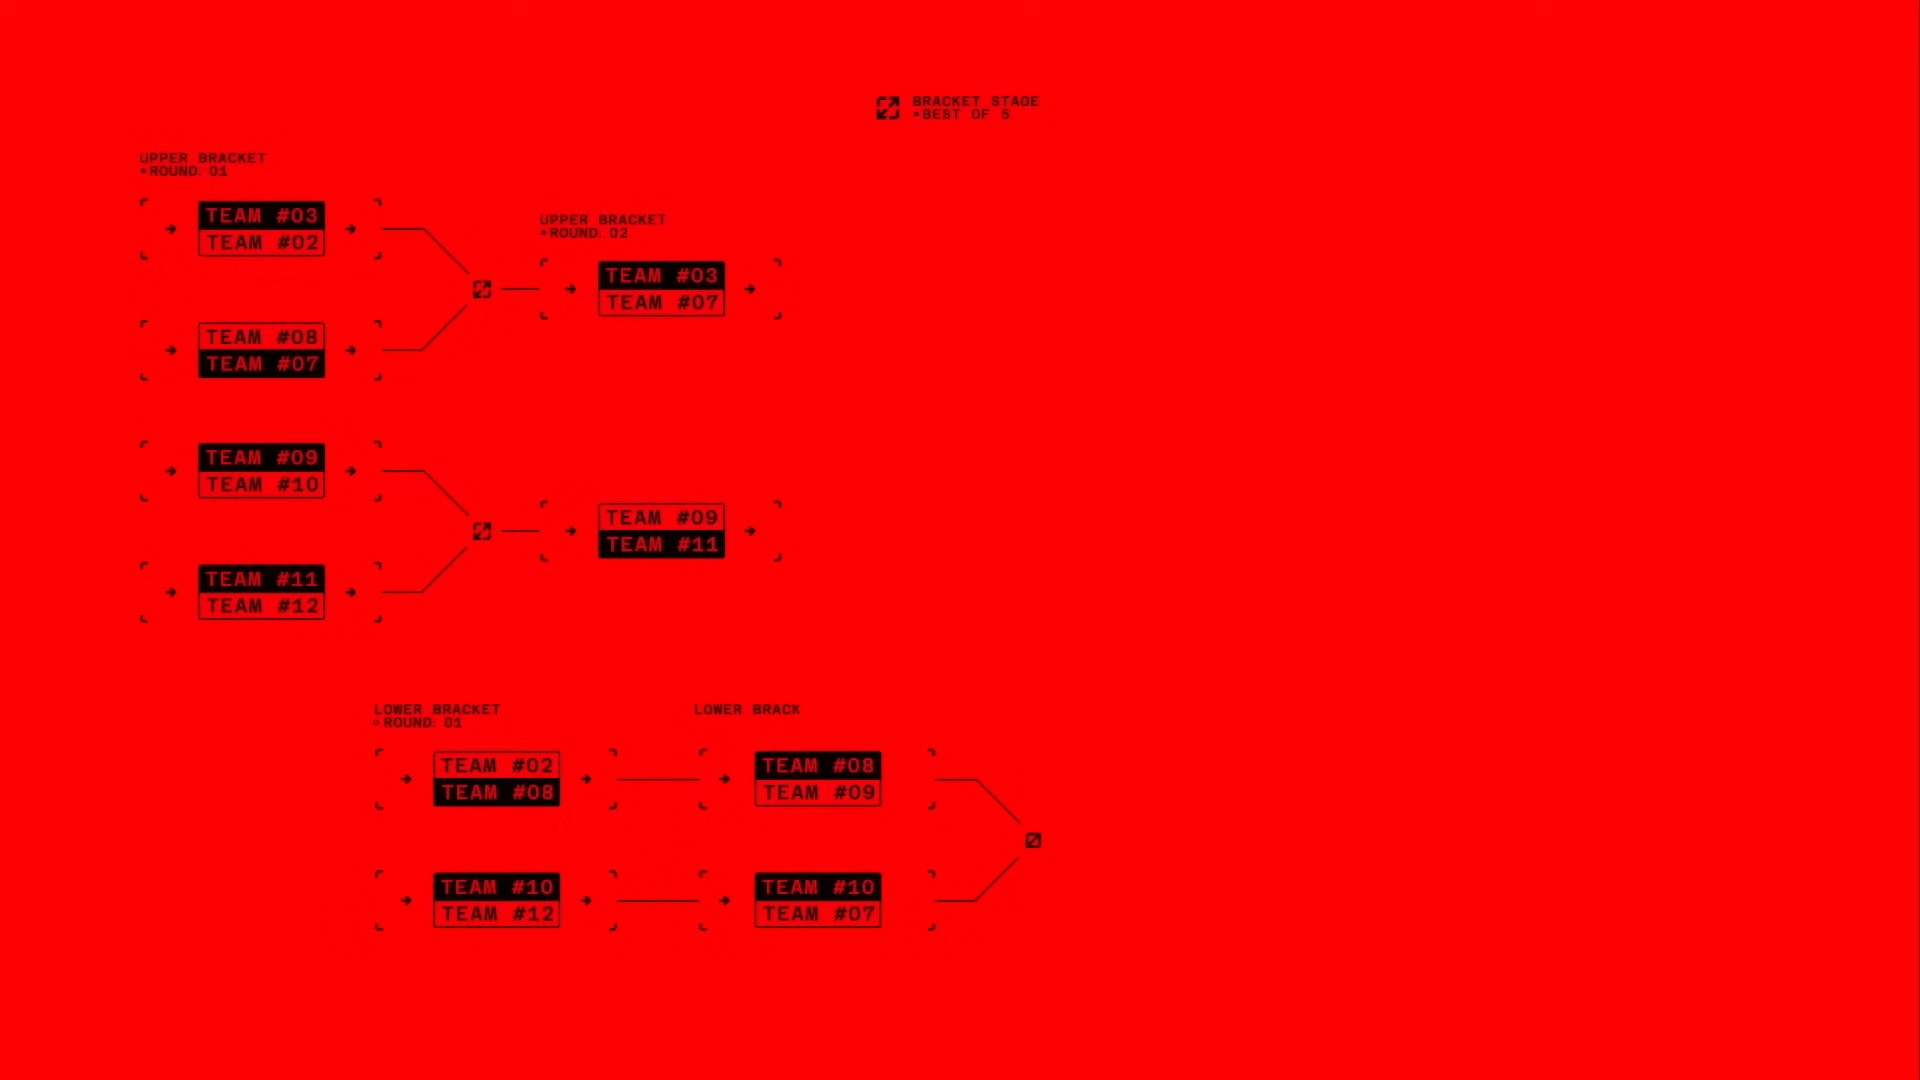 BRACKET STAGE
•BEST OF 5
UPPER BRACKET
•ROUND: 01
TEAM #03
TEAM #02
TEAM #08
TEAM #07
TEAM #09
TEAM #10
TEAM #11
TEAM #12
UPPER BRACKET
•ROUND: 02
TEAM #03
TEAM #07
TEAM #09
TEAM #11
LOWER BRACKET
•ROUND: 01
TEAM #02
TEAM #08
TEAM #10
TEAM #12
LOWER BRACK
TEAM #08
TEAM #09
TEAM #10
TEAM #07